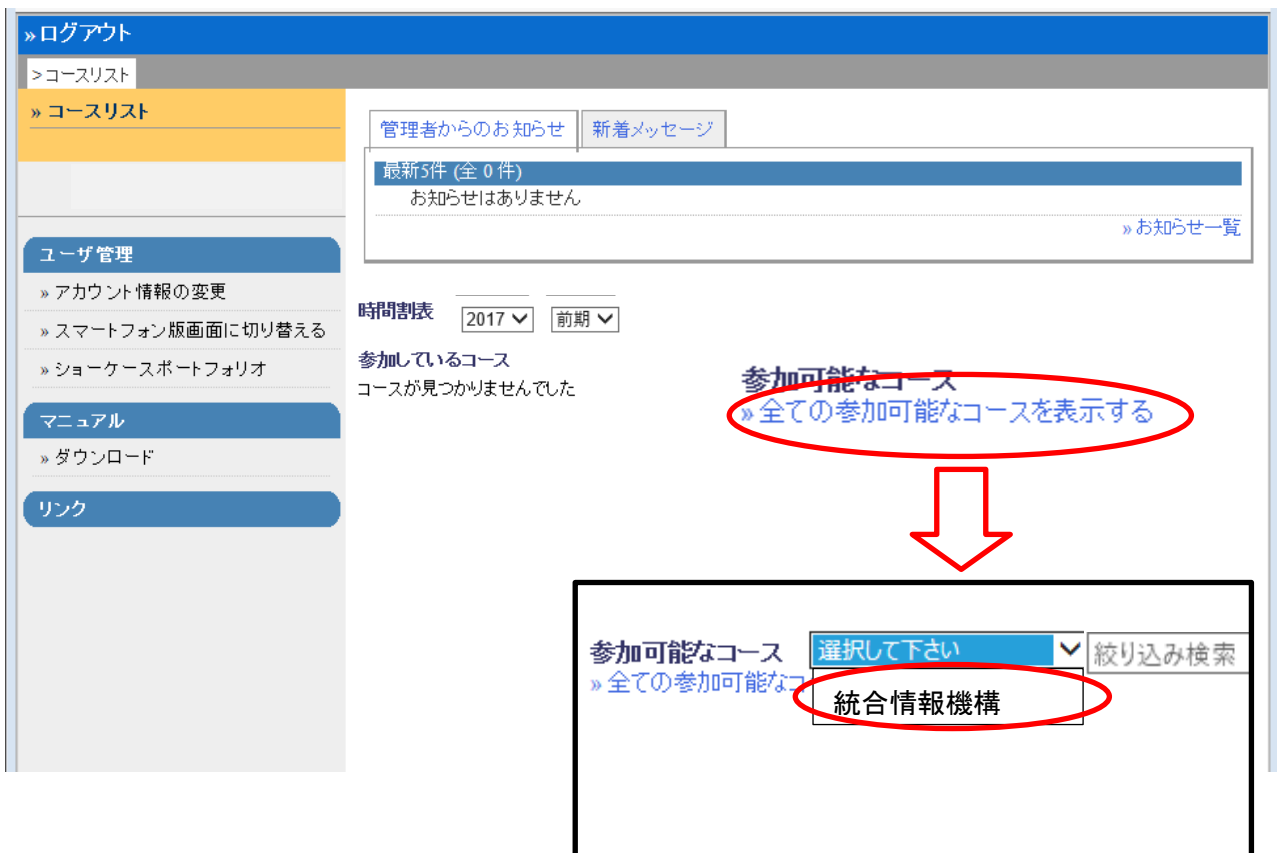 »ログアウト
>コースリスト
» コースリスト
ユーザ管理
» アカウント情報の変更
» スマートフォン版画面に切り替える
» ショーケースポートフォリオ
マニュアル
» ダウンロード
リンク
管理者からのお知らせ 新着メッセージ
最新5件 (全 0 件)
お知らせはありません
» お知らせ一覧
時間割表 2017 前期
参加しているコース
コースが見つかりませんでした
参加可能なコース
» 全ての参加可能なコースを表示する
参加可能なコース 選択して下さい 絞り込み検索
» 全ての参加可能なコ
統合情報機構